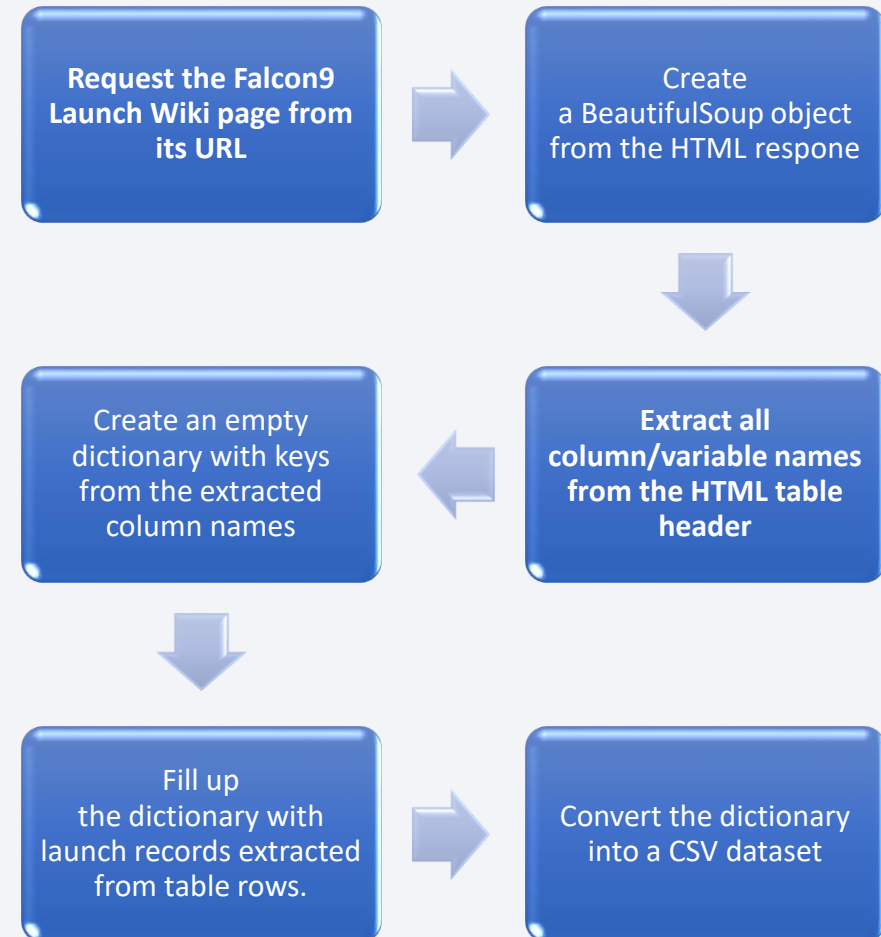 Request the Falcon9
Launch Wiki page from
its URL
Create
a BeautifulSoup object
from the HTML respone
Extract all
column/variable names
from the HTML table
header
Create an empty
dictionary with keys
from the extracted
column names
Fill up
the dictionary with
launch records extracted
from table rows.
Convert the dictionary
into a CSV dataset